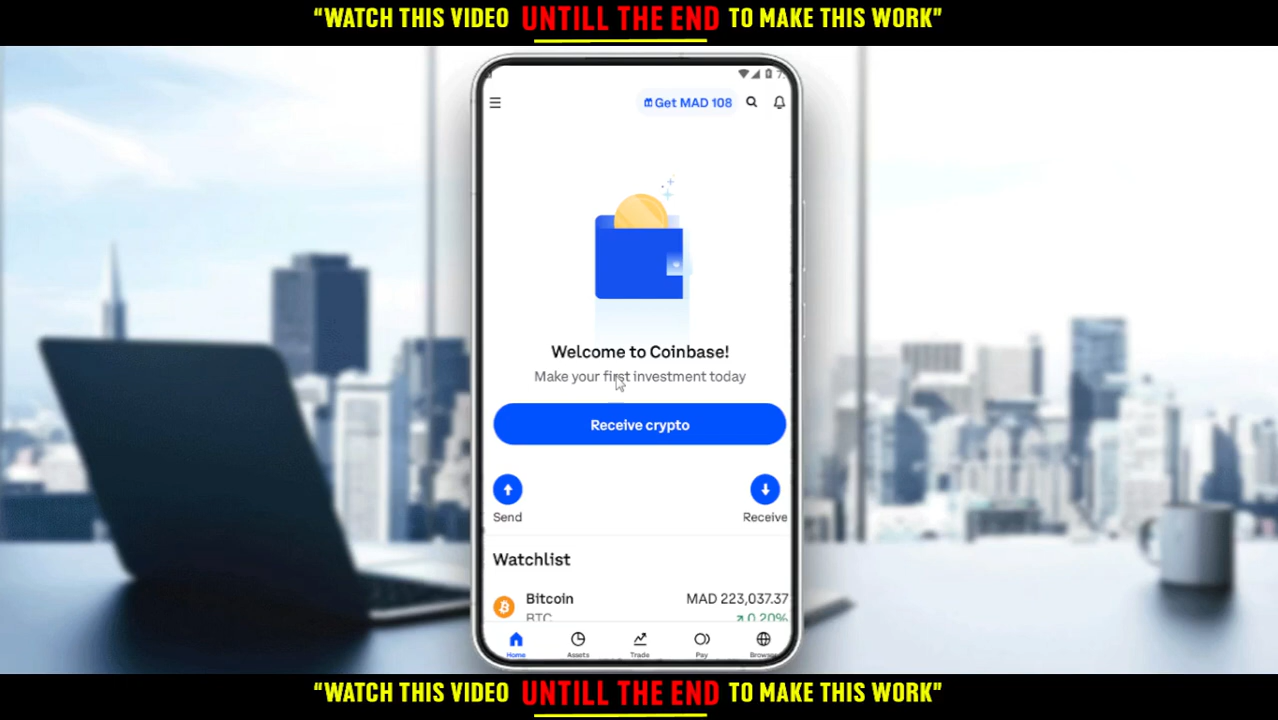 “WATCH THIS VIDEO UNTILL THE END TO MAKE THIS WORK”
Get MAD 108
Welcome to Coinbase!
Make your first investment today
Receive crypto
Send Receive
Watchlist
Bitcoin MAD 223,037.37
BTC 0.20%
Home Assets Trade Pay
“WATCH THIS VIDEO UNTILL THE END TO MAKE THIS WORK”